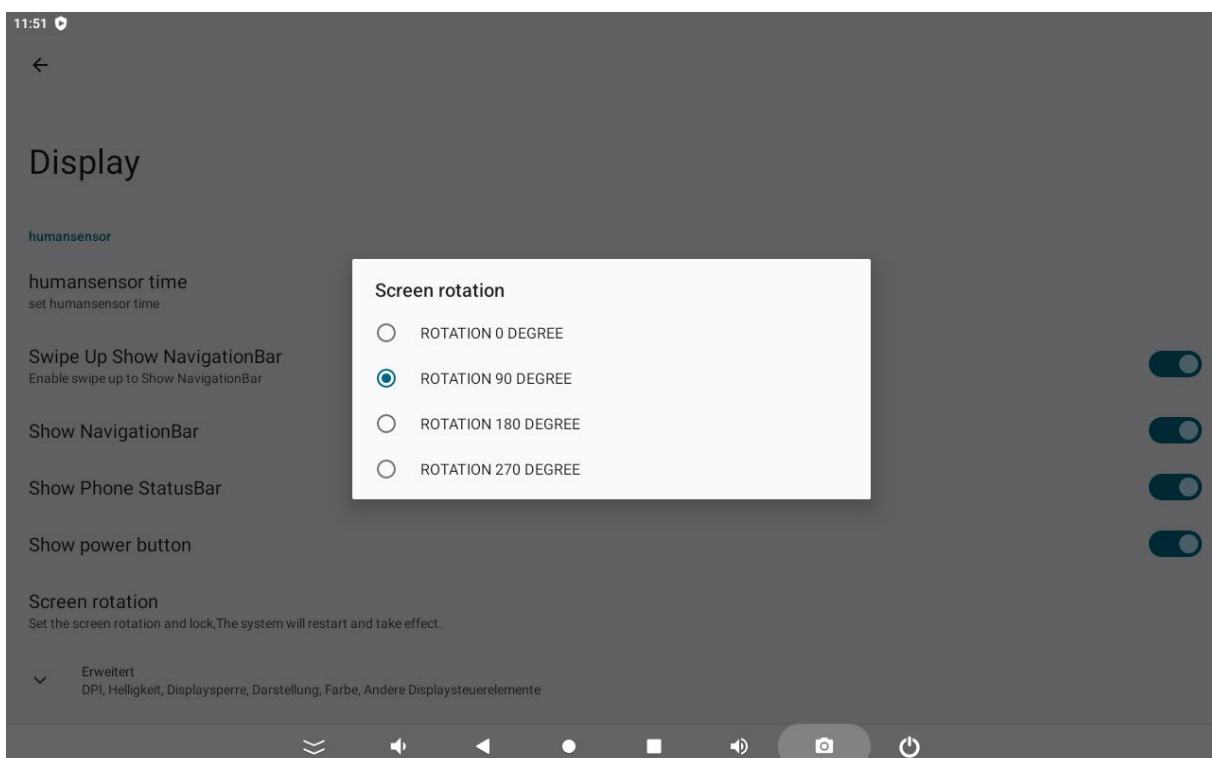 11:51
Display
humansensor
humansensor time
set humansensor time
Swipe Up Show NavigationBar
Enable swipe up to Show NavigationBar
Show NavigationBar
Show Phone StatusBar
Show power button
Screen rotation
Set the screen rotation and lock,The system will restart and take effect.
Erweitert
DPI, Helligkeit, Displaysperre, Darstellung, Farbe, Andere Displaysteuerelemente
Screen rotation
ROTATION 0 DEGREE
ROTATION 90 DEGREE
ROTATION 180 DEGREE
ROTATION 270 DEGREE